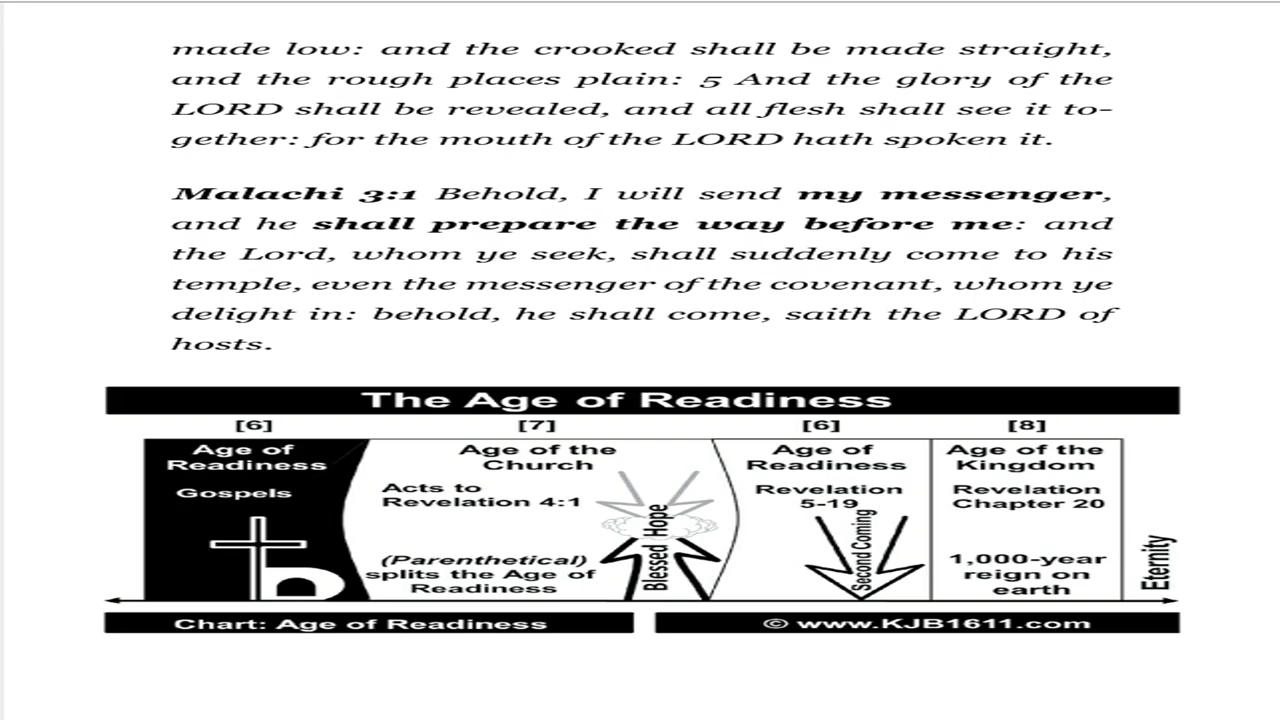 made low: and the crooked shall be made straight,
and the rough places plain: 5 And the glory of the
LORD shall be revealed, and all flesh shall see it to-
gether: for the mouth of the LORD hath spoken it.
Malachi 3:1 Behold, I will send my messenger,
and he shall prepare the way before me: and
the Lord, whom ye seek, shall suddenly come to his
temple, even the messenger of the covenant, whom ye
delight in: behold, he shall come, saith the LORD of
hosts.
The Age of Readiness
[6]
Age of
Readiness
Gospels
[7]
Age of the
Church
Acts to
Revelation 4:1
(Parenthetical)
splits the Age of
Readiness
Blessed Hope
[6]
Age of
Readiness
Revelation
5-19
Second Coming
[8]
Age of the
Kingdom
Revelation
Chapter 20
1,000-year
reign on
earth
Eternity
Chart: Age of Readiness
© www.KJB1611.com